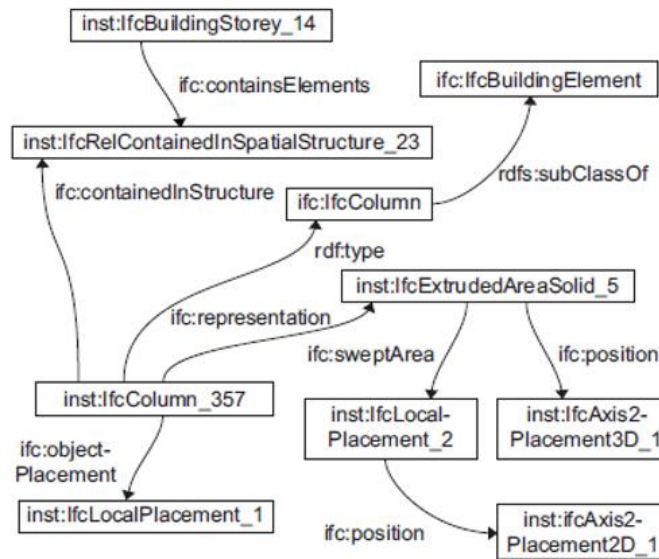 inst:IfcBuildingStorey_14
ifc:containsElements
ifc:IfcBuildingElement
inst:IfcRelContainedInSpatialStructure_23
ifc:containedInStructure
rdfs:subClassOf
ifc:IfcColumn
rdf:type
inst:IfcExtrudedAreaSolid_5
ifc:representation
ifc:sweptArea
ifc:position
inst:IfcColumn_357
inst:IfcLocal-
Placement_2
inst:IfcAxis2-
Placement3D_1
ifc:object-
Placement
inst:IfcLocalPlacement_1
ifc:position
inst:ifcAxis2-
Placement2D_1